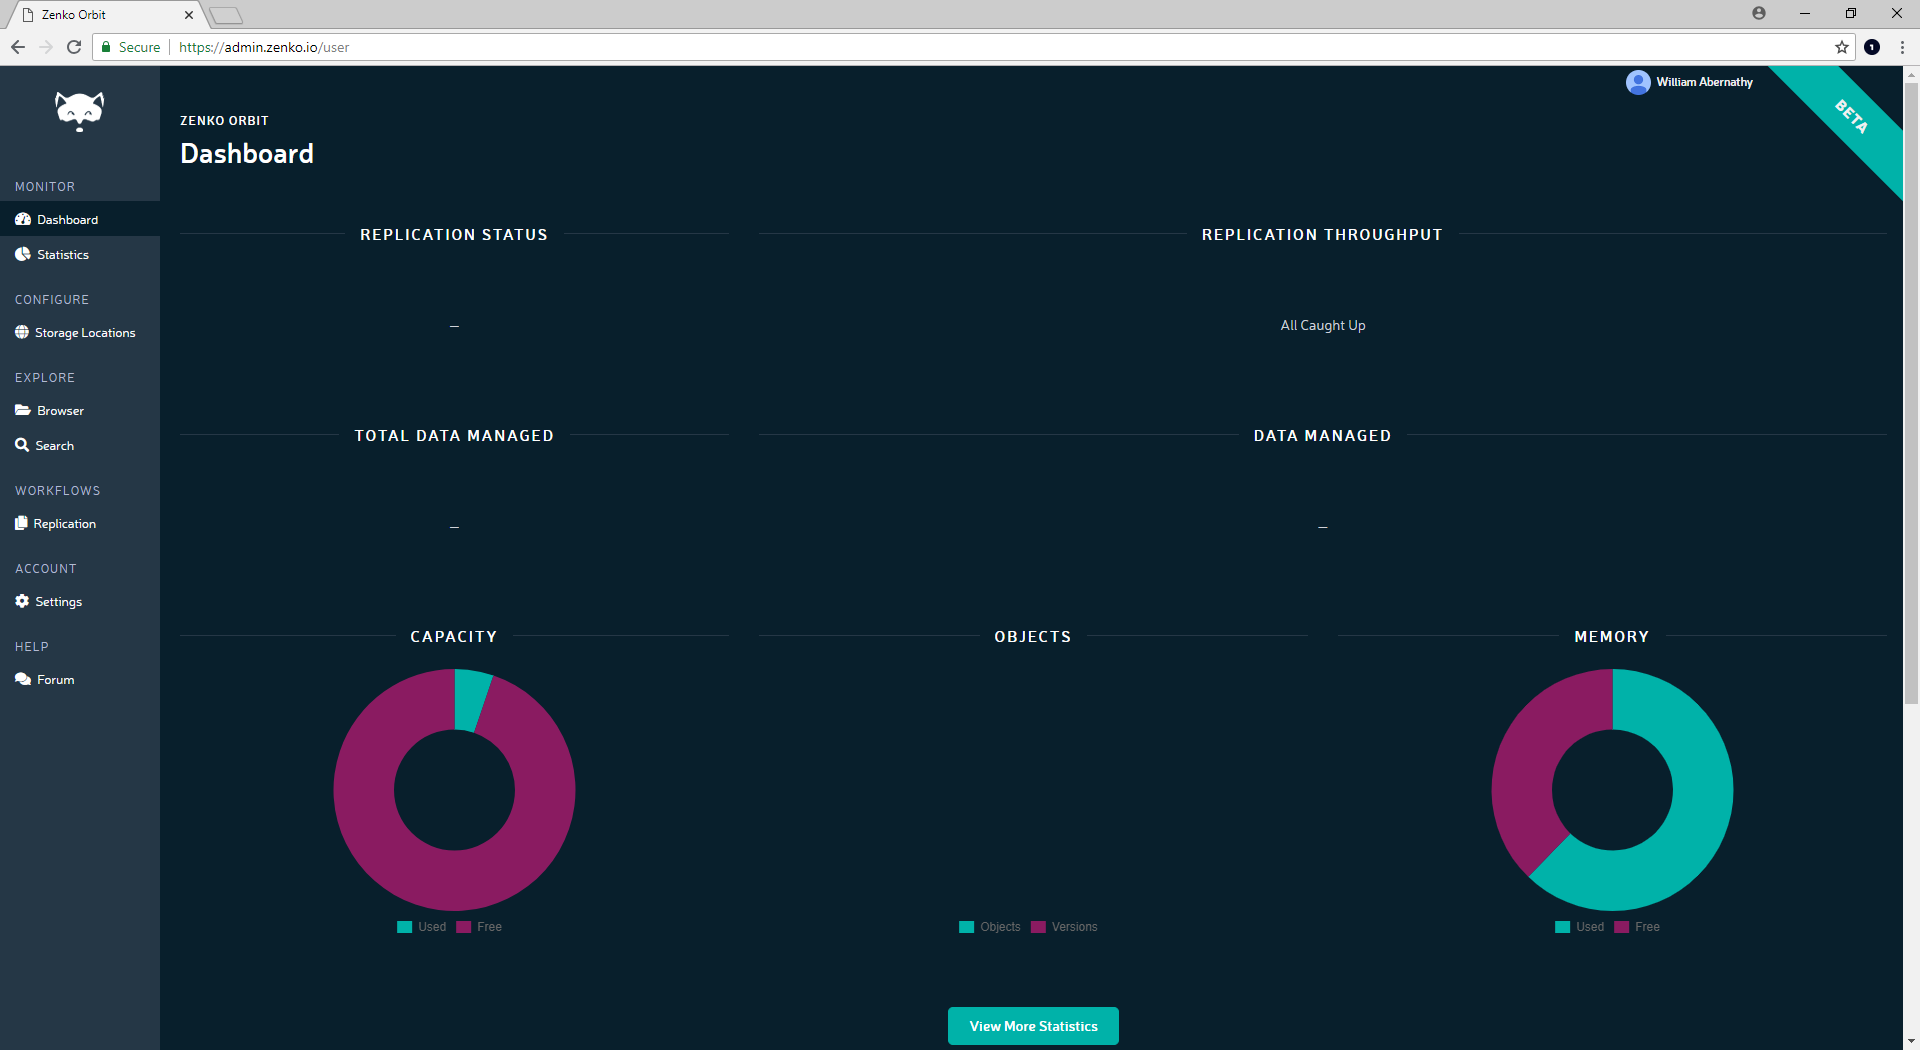 Zenko Orbit
Secure
https://admin.zenko.io/user
1
William Abernathy
BETA
ZENKO ORBIT
Dashboard
MONITOR
Dashboard
Statistics
CONFIGURE
Storage Locations
EXPLORE
Browser
Search
WORKFLOWS
Replication
ACCOUNT
Settings
HELP
Forum
REPLICATION STATUS
REPLICATION THROUGHPUT
–
All Caught Up
TOTAL DATA MANAGED
DATA MANAGED
–
–
CAPACITY
OBJECTS
MEMORY
Used Free
Objects Versions
Used Free
View More Statistics